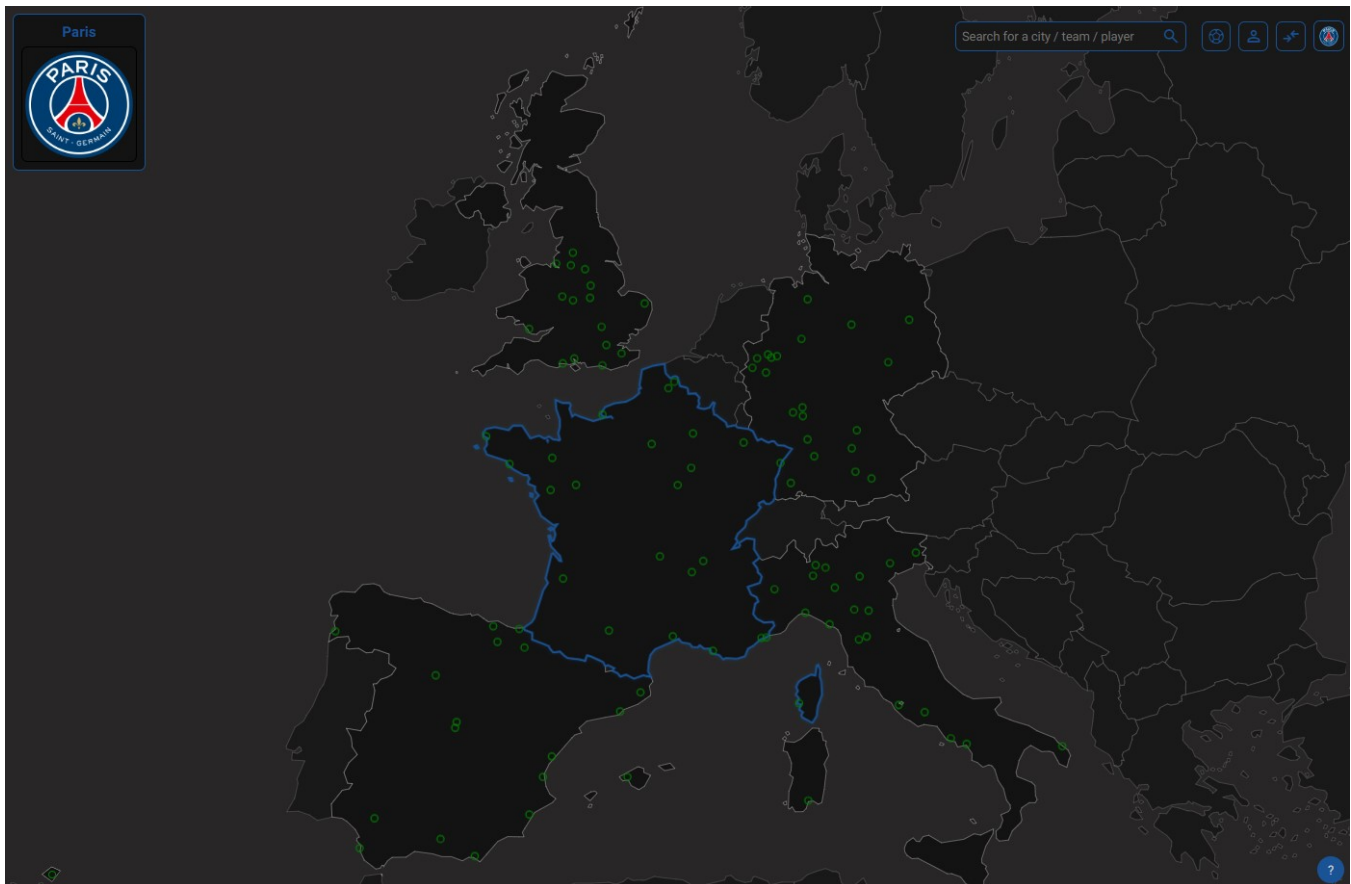 Paris
PARIS
SAINT - GERMAIN
Search for a city / team / player
?